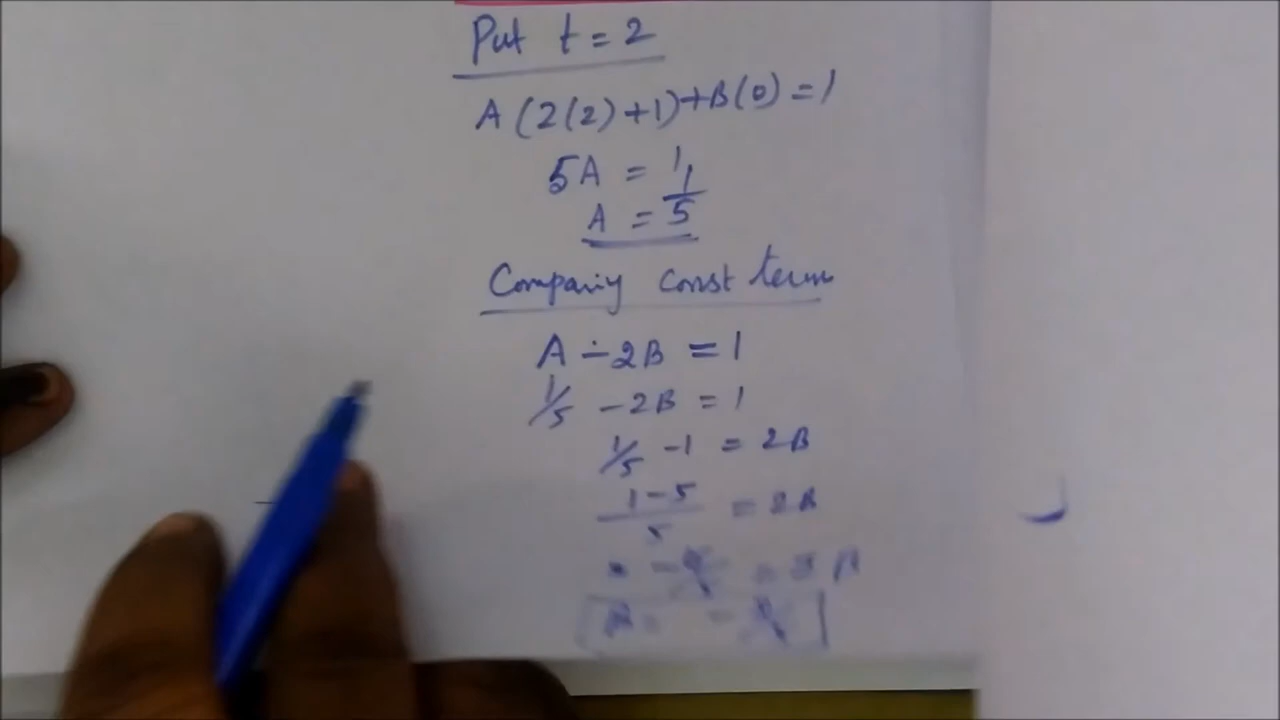 Put t = 2
A (2(2) + 1) + B(0) = 1
5A = 1
A = 1/5
Compariy const term
A - 2B = 1
1/5 - 2B = 1
1/5 - 1 = 2B
1-5/5 = 2B